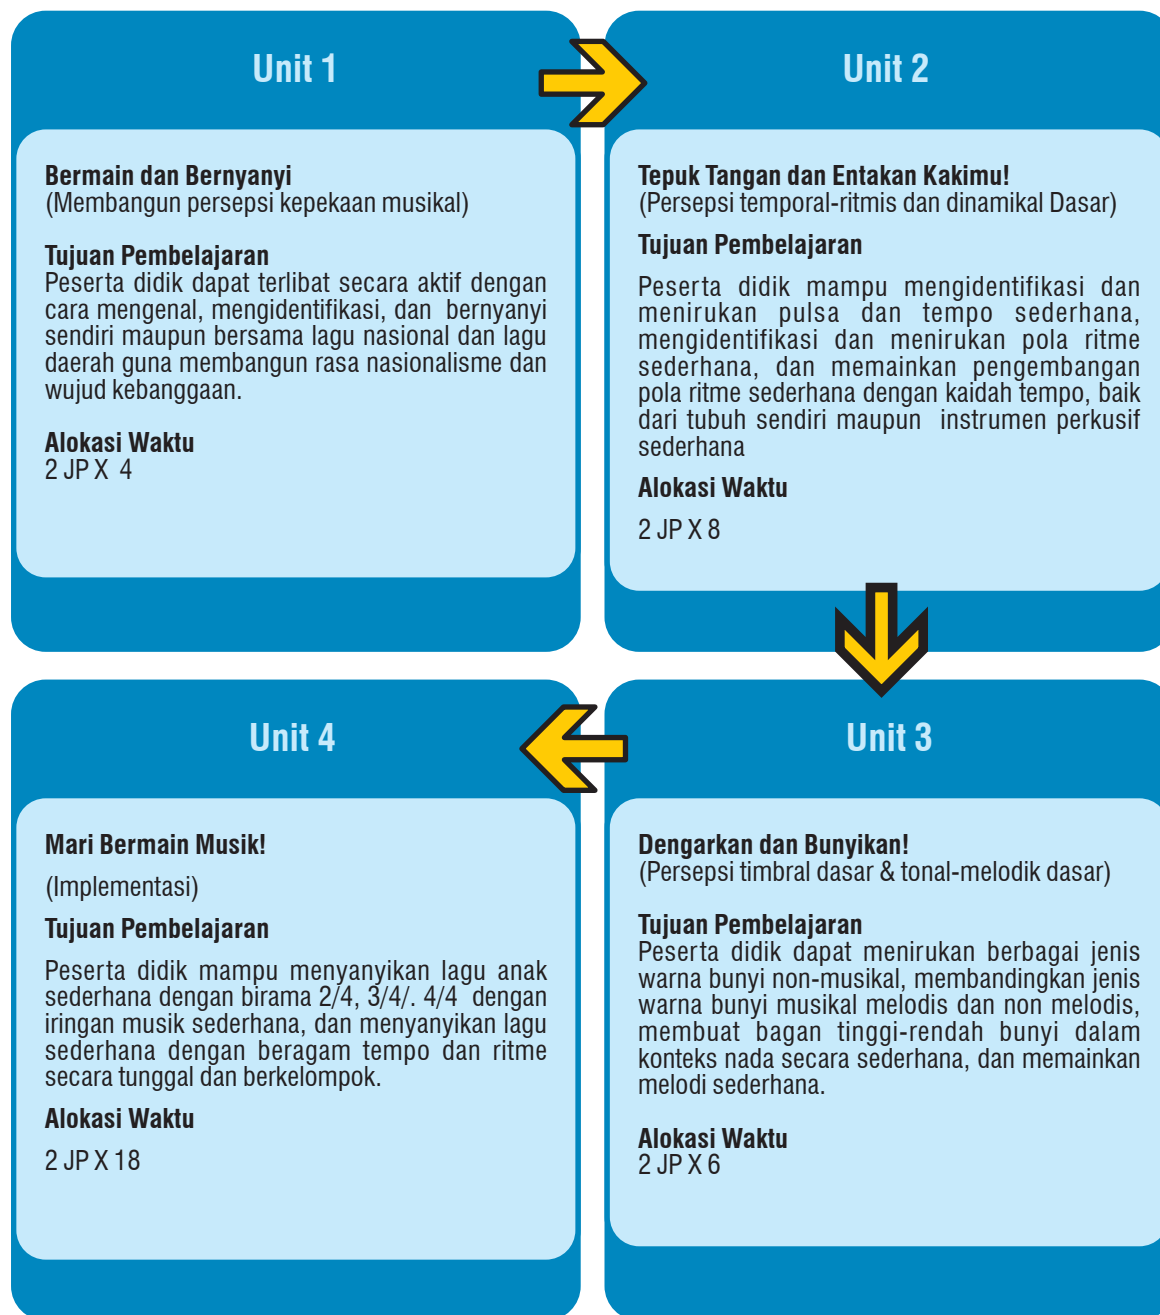 Unit 1
Bermain dan Bernyanyi
(Membangun persepsi kepekaan musikal)
Tujuan Pembelajaran
Peserta didik dapat terlibat secara aktif dengan
cara mengenal, mengidentifikasi, dan bernyanyi
sendiri maupun bersama lagu nasional dan lagu
daerah guna membangun rasa nasionalisme dan
wujud kebanggaan.
Alokasi Waktu
2 JP X 4
Unit 2
Tepuk Tangan dan Entakan Kakimu!
(Persepsi temporal-ritmis dan dinamikal Dasar)
Tujuan Pembelajaran
Peserta didik mampu mengidentifikasi dan
menirukan pulsa dan tempo sederhana,
mengidentifikasi dan menirukan pola ritme
sederhana, dan memainkan pengembangan
pola ritme sederhana dengan kaidah tempo, baik
dari tubuh sendiri maupun instrumen perkusif
sederhana
Alokasi Waktu
2 JP X 8
Unit 3
Dengarkan dan Bunyikan!
(Persepsi timbral dasar & tonal-melodik dasar)
Tujuan Pembelajaran
Peserta didik dapat menirukan berbagai jenis
warna bunyi non-musikal, membandingkan jenis
warna bunyi musikal melodis dan non melodis,
membuat bagan tinggi-rendah bunyi dalam
konteks nada secara sederhana, dan memainkan
melodi sederhana.
Alokasi Waktu
2 JP X 6
Unit 4
Mari Bermain Musik!
(Implementasi)
Tujuan Pembelajaran
Peserta didik mampu menyanyikan lagu anak
sederhana dengan birama 2/4, 3/4/. 4/4 dengan
iringan musik sederhana, dan menyanyikan lagu
sederhana dengan beragam tempo dan ritme
secara tunggal dan berkelompok.
Alokasi Waktu
2 JP X 18